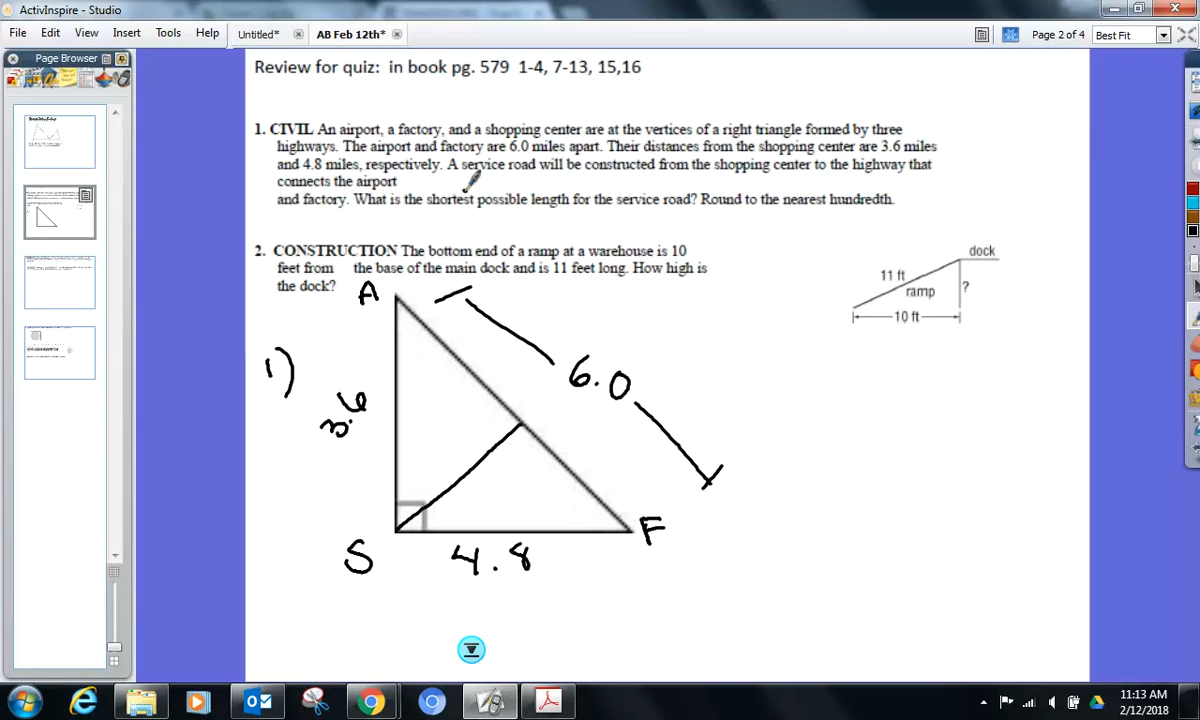 ActivInspire - Studio
File Edit View Insert Tools Help
Untitled*
AB Feb 12th*
Page 2 of 4
Best Fit
Page Browser
Review for quiz: in book pg. 579 1-4, 7-13, 15,16
1. CIVIL An airport, a factory, and a shopping center are at the vertices of a right triangle formed by three
highways. The airport and factory are 6.0 miles apart. Their distances from the shopping center are 3.6 miles
and 4.8 miles, respectively. A service road will be constructed from the shopping center to the highway that
connects the airport
and factory. What is the shortest possible length for the service road? Round to the nearest hundredth.
2. CONSTRUCTION The bottom end of a ramp at a warehouse is 10
feet from the base of the main dock and is 11 feet long. How high is
the dock?
dock
11 ft
ramp
?
10 ft
A
1)
3.6
6.0
S
4.8
F
11:13 AM
2/12/2018